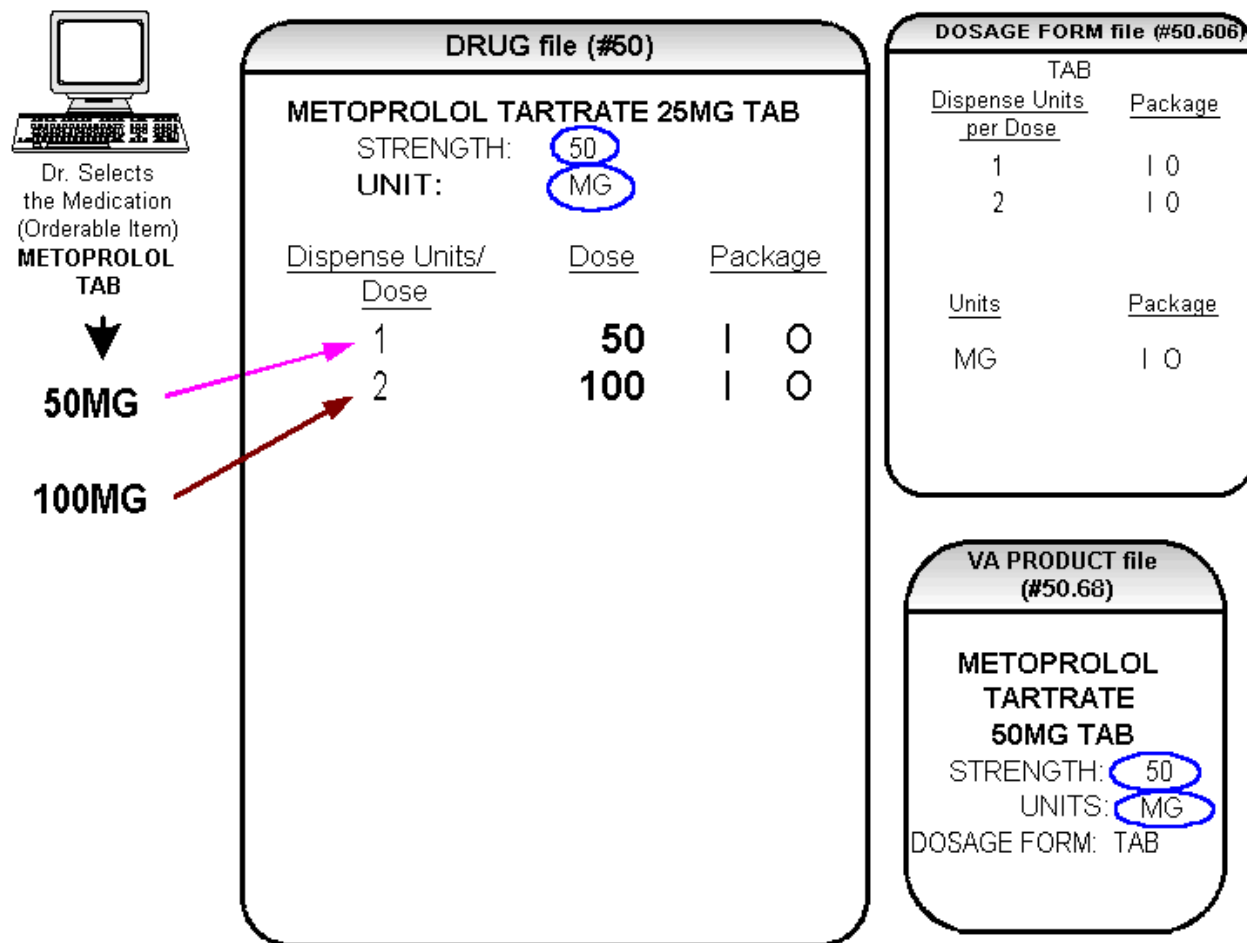 Dr. Selects
the Medication
(Orderable Item)
METOPROLOL
TAB
50MG
100MG
DRUG file (#50)
METOPROLOL TARTRATE 25MG TAB
STRENGTH: 50
UNIT: MG
Dispense Units/ Dose Package
Dose
1 50 I O
2 100 I O
DOSAGE FORM file (#50.606)
TAB
Dispense Units Package
per Dose
1 I O
2 I O
Units Package
MG I O
VA PRODUCT file
(#50.68)
METOPROLOL
TARTRATE
50MG TAB
STRENGTH: 50
UNITS: MG
DOSAGE FORM: TAB